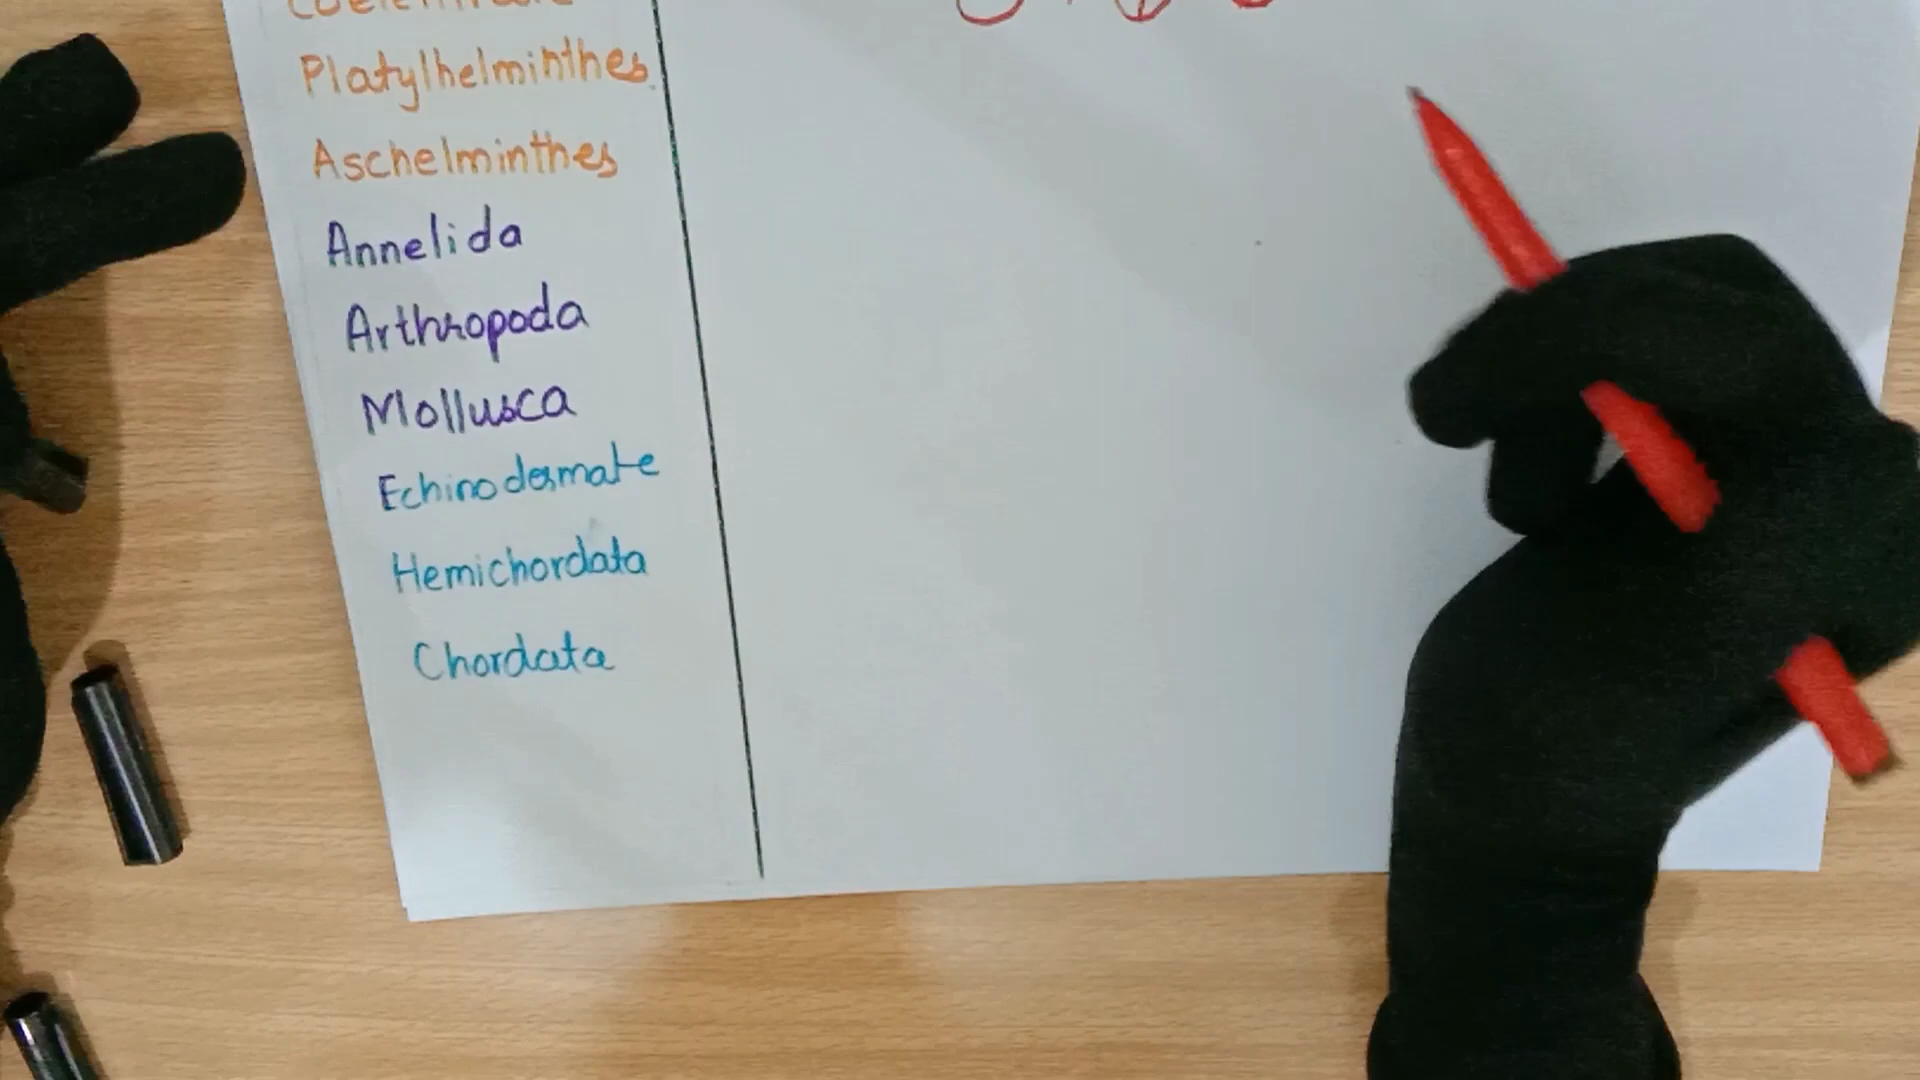 Platylhelminthes
Aschelminthes
Annelida
Arthropoda
Mollusca
Echinodermate
Hemichordata
Chordata